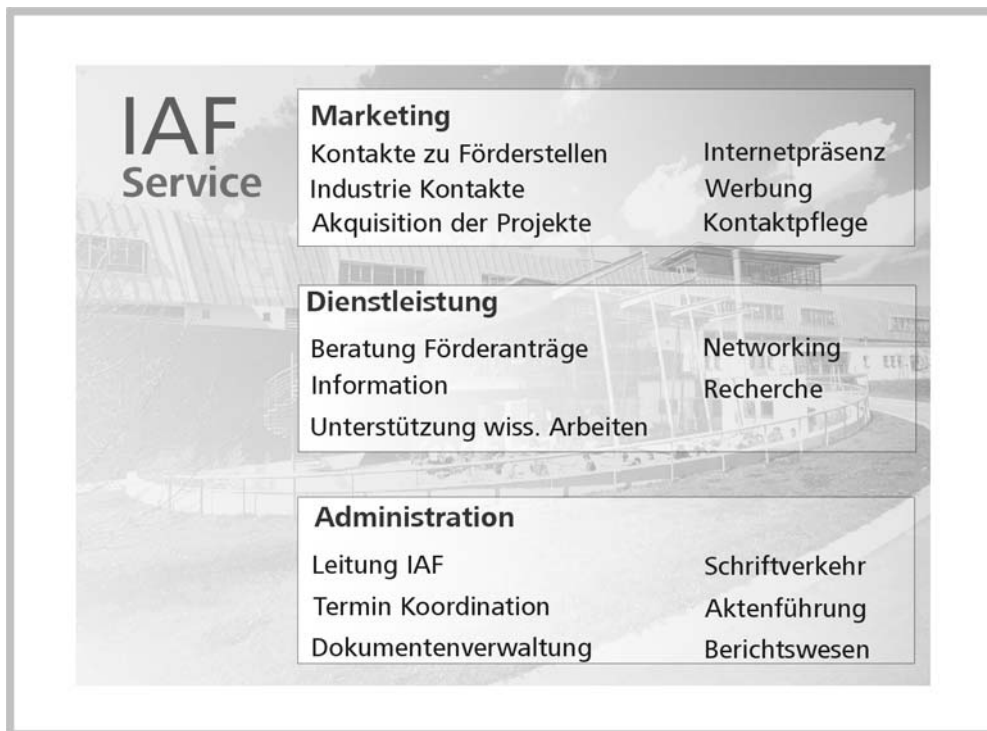 IAF
Service
Marketing
Kontakte zu Förderstellen
Internetpräsenz
Industrie Kontakte
Werbung
Akquisition der Projekte
Kontaktpflege
Dienstleistung
Beratung Förderanträge
Networking
Information
Recherche
Unterstützung wiss. Arbeiten
Administration
Leitung IAF
Schriftverkehr
Termin Koordination
Aktenführung
Dokumentenverwaltung
Berichtswesen